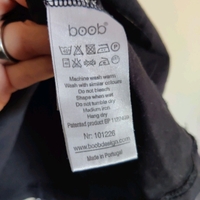 boob®
Machine wash warm
Wash with similar colours
Do not bleach
Shape when wet
Do not tumble dry
Medium iron
Hang dry
Patented product
Nr: 101226
www.boobdesign.com
Made in Portugal